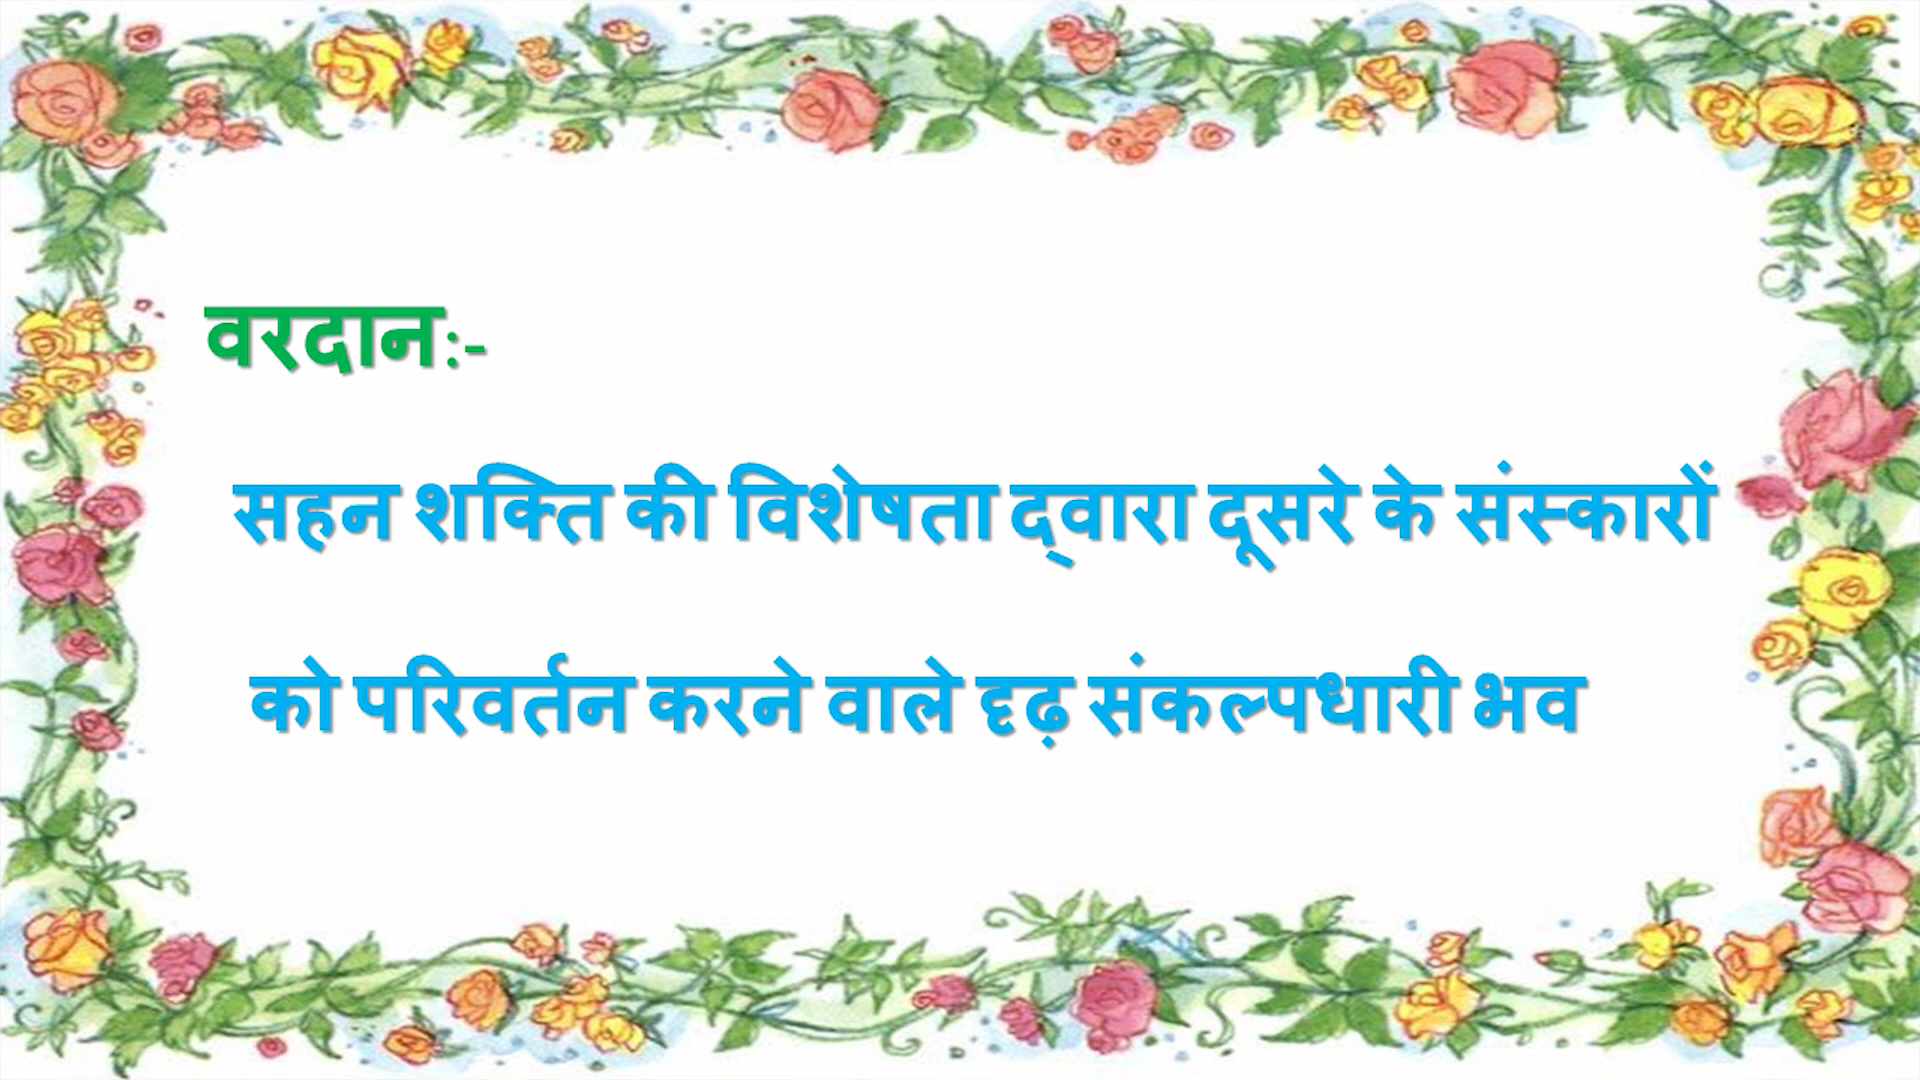 वरदान:-
सहन शक्ति की विशेषता द्वारा दूसरे के संस्कारों
को परिवर्तन करने वाले दृढ़ संकल्पधारी भव